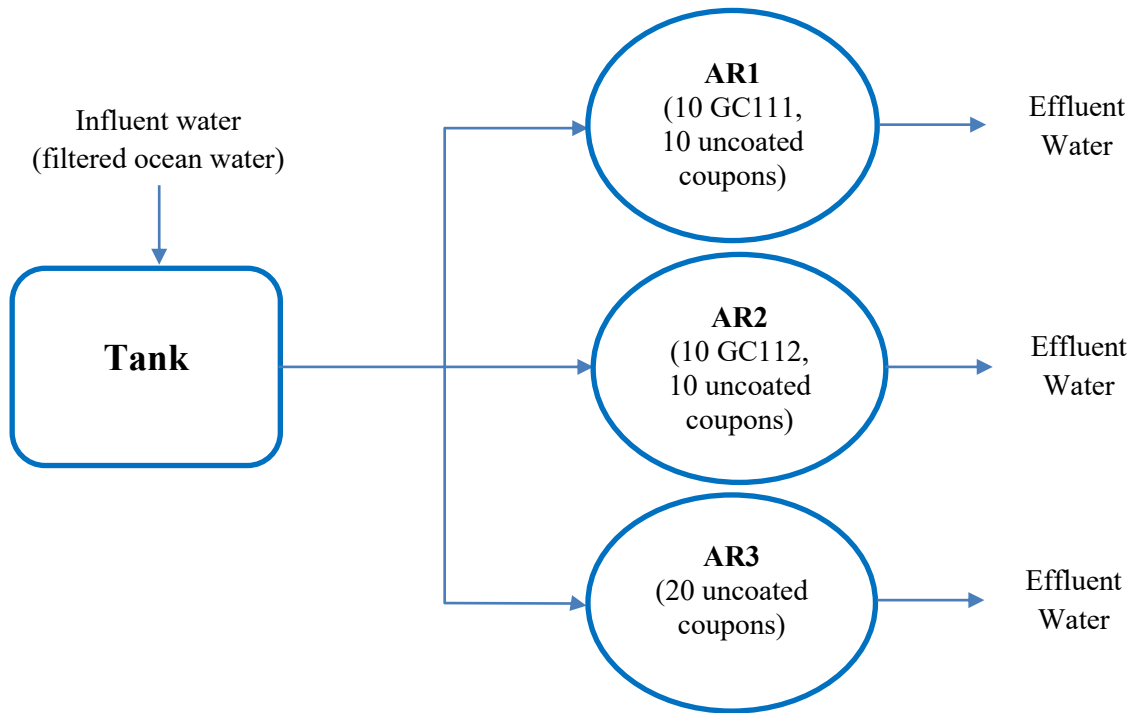 Influent water
(filtered ocean water)
Tank
AR1
(10 GC111,
10 uncoated
coupons)
Effluent
Water
AR2
(10 GC112,
10 uncoated
coupons)
Effluent
Water
AR3
(20 uncoated
coupons)
Effluent
Water